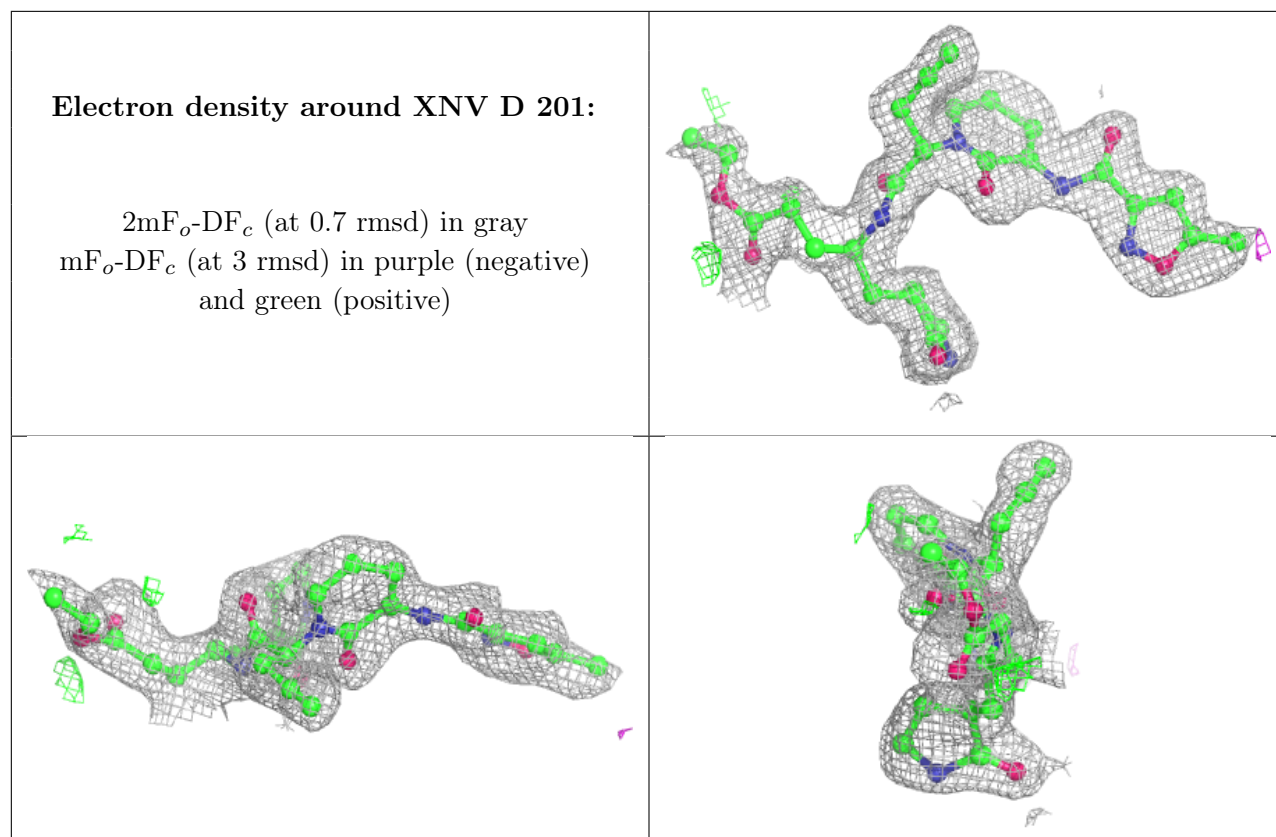 Electron density around XNV D 201:
2mFₒ-DF𝒸 (at 0.7 rmsd) in gray
mFₒ-DF𝒸 (at 3 rmsd) in purple (negative)
and green (positive)